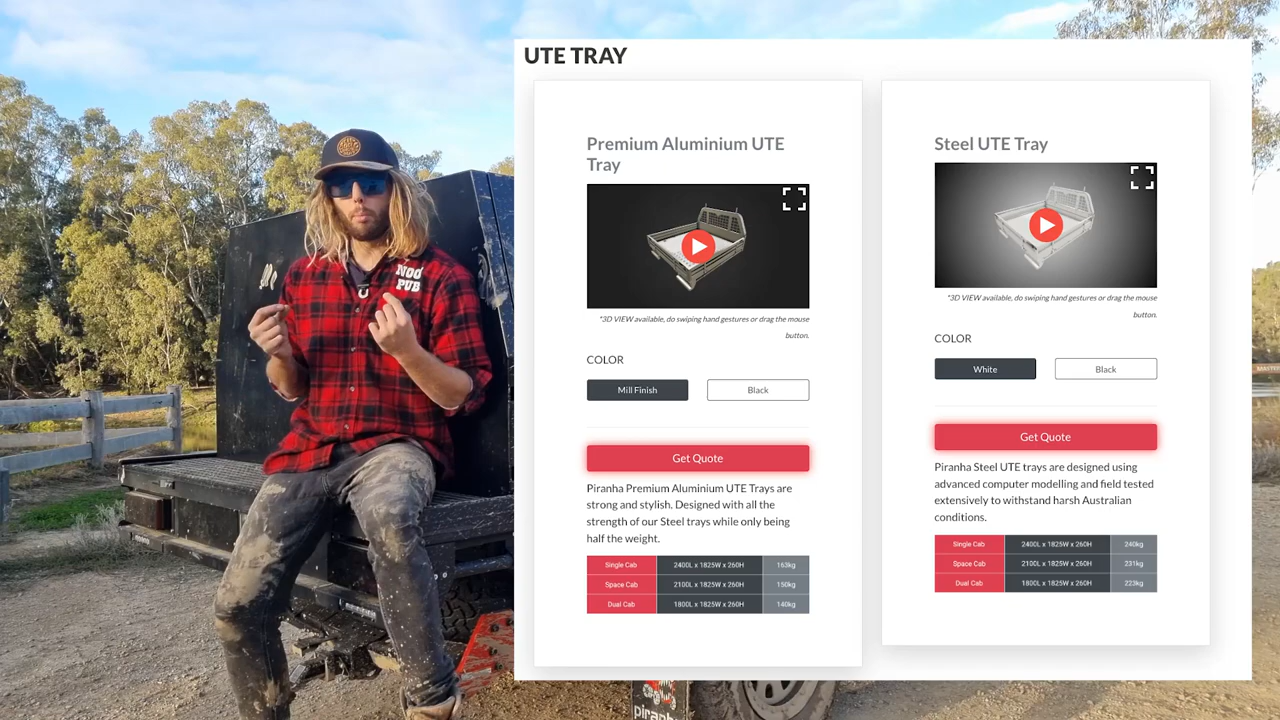 UTE TRAY
Premium Aluminium UTE
Tray
*3D VIEW available, do swiping hand gestures or drag the mouse
button.
COLOR
Mill Finish
Black
Get Quote
Piranha Premium Aluminium UTE Trays are
strong and stylish. Designed with all the
strength of our Steel trays while only being
half the weight.
Single Cab 2400L x 1825W x 260H 163kg
Space Cab 2100L x 1825W x 260H 150kg
Dual Cab 1800L x 1825W x 260H 140kg
Steel UTE Tray
*3D VIEW available, do swiping hand gestures or drag the mouse
button.
COLOR
White
Black
Get Quote
Piranha Steel UTE trays are designed using
advanced computer modelling and field tested
extensively to withstand harsh Australian
conditions.
Single Cab 2400L x 1825W x 260H 240kg
Space Cab 2100L x 1825W x 260H 231kg
Dual Cab 1800L x 1825W x 260H 223kg
PUB